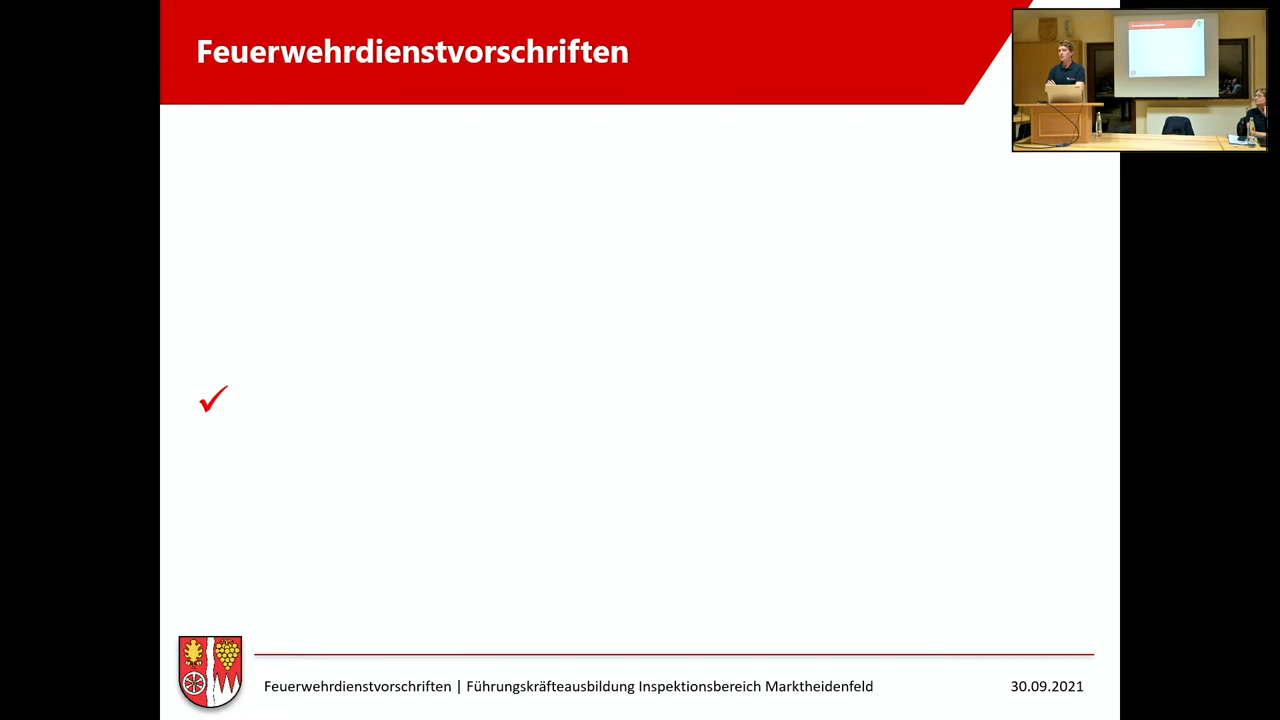 Feuerwehrdienstvorschriften
Feuerwehrdienstvorschriften | Führungskräfteausbildung Inspektionsbereich Marktheidenfeld
30.09.2021